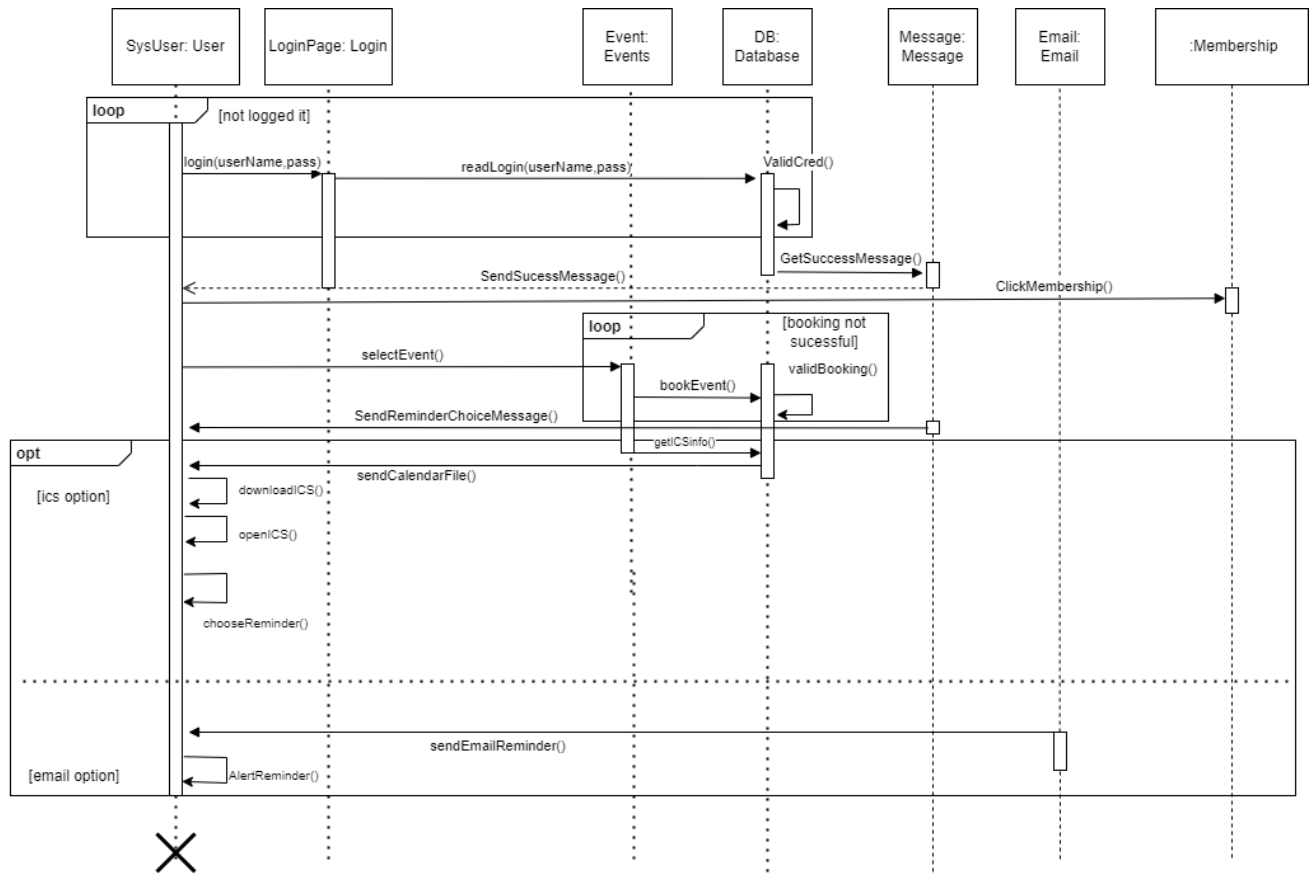 SysUser: User
LoginPage: Login
Event:
Events
DB:
Database
Message:
Message
Email:
Email
:Membership
loop
[not logged it]
login(userName,pass)
readLogin(userName,pass)
ValidCred()
GetSuccessMessage()
SendSucessMessage()
ClickMembership()
loop
[booking not
sucessful]
selectEvent()
validBooking()
bookEvent()
SendReminderChoiceMessage()
getICSinfo()
opt
sendCalendarFile()
[ics option]
downloadICS()
openICS()
chooseReminder()
sendEmailReminder()
[email option]
AlertReminder()